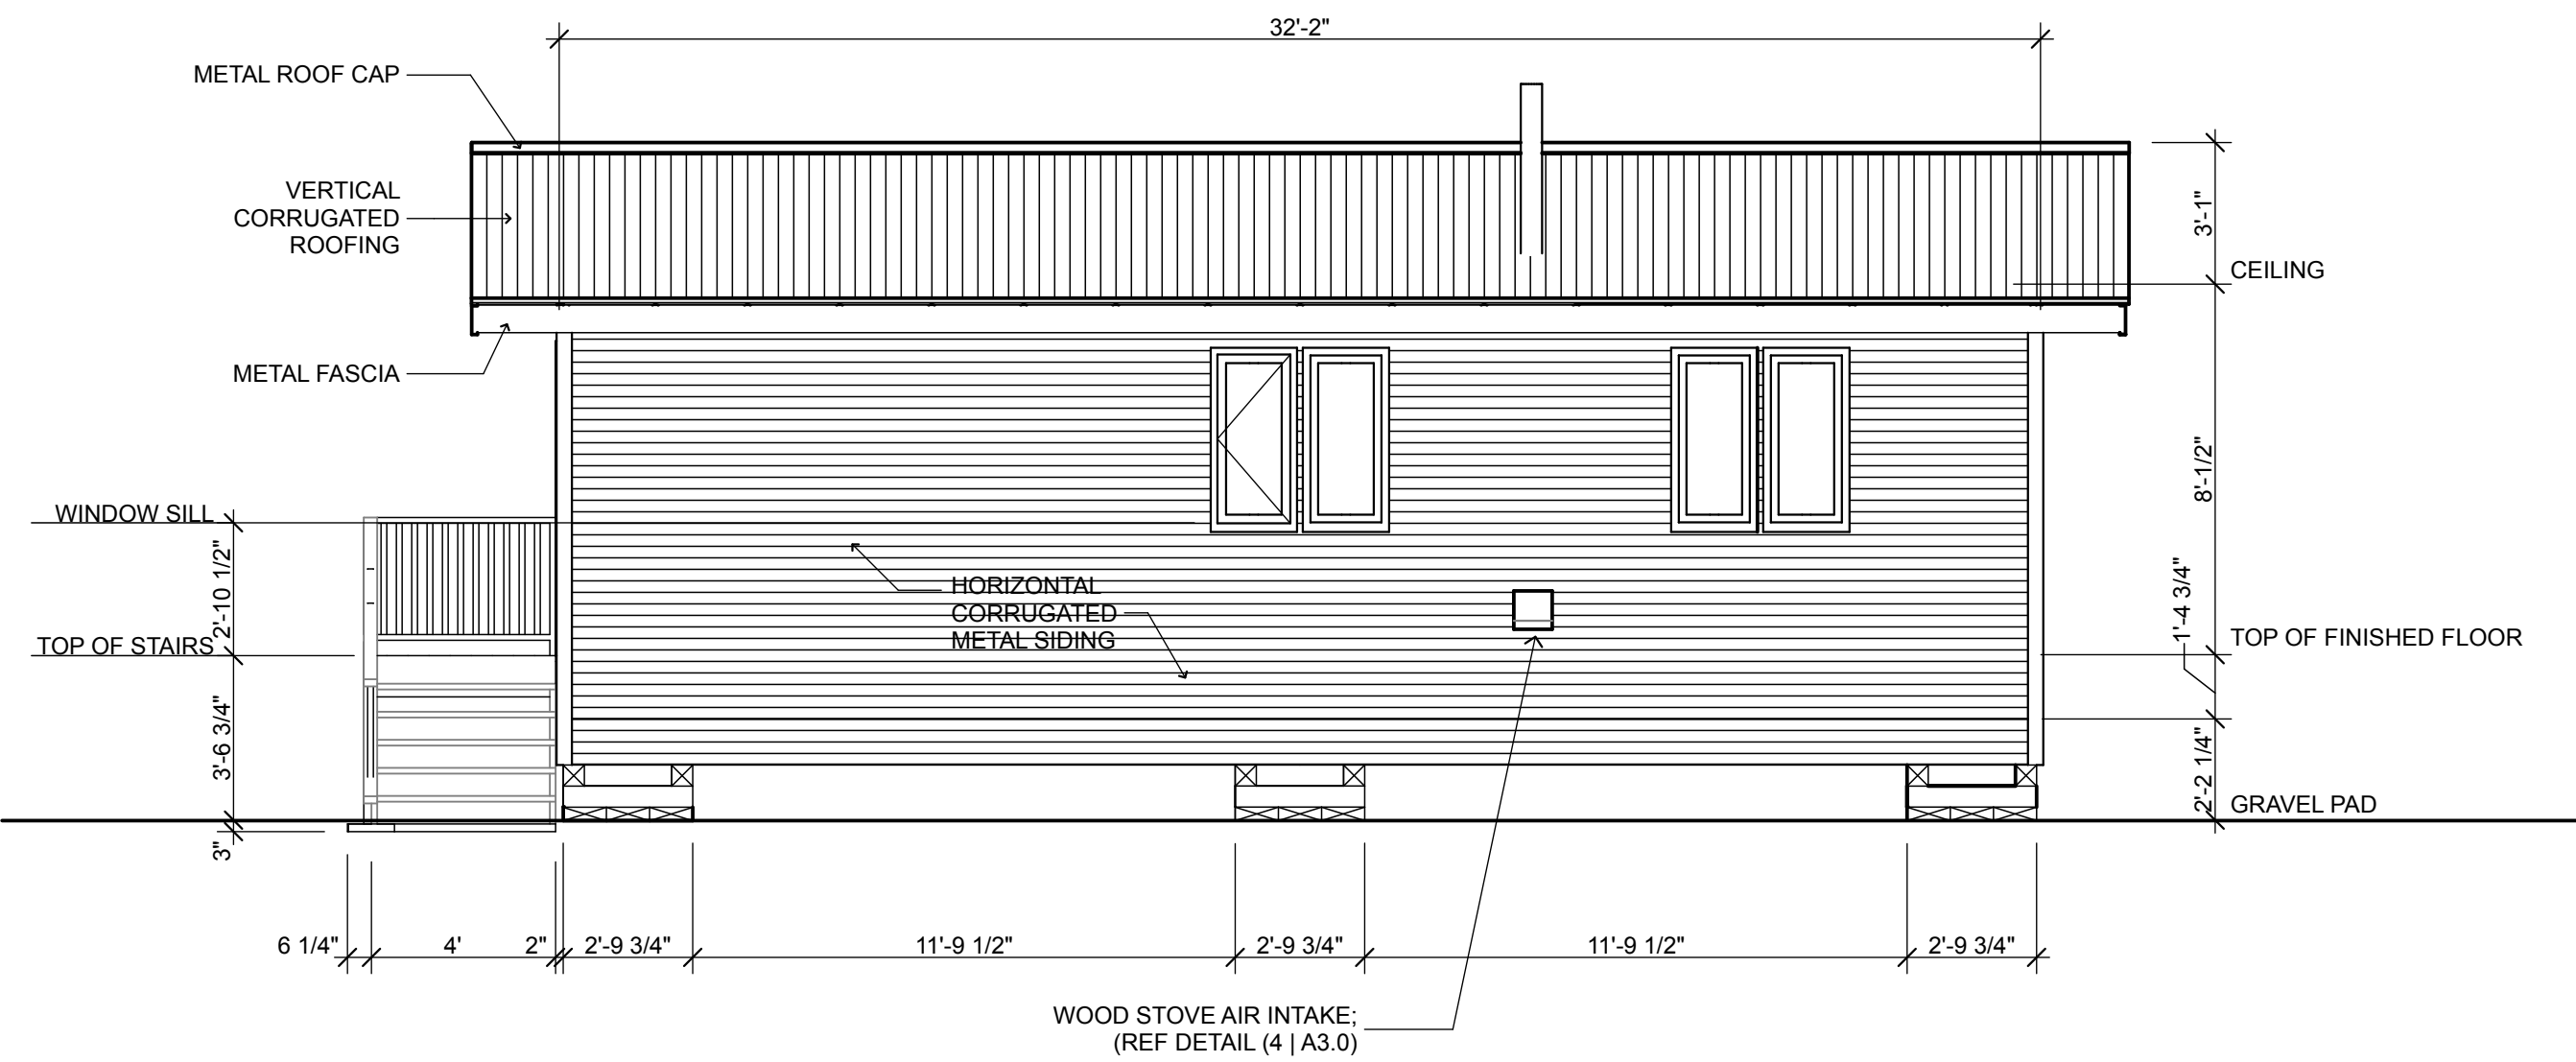 32'-2"
METAL ROOF CAP
VERTICAL
CORRUGATED
ROOFING
3'-1"
CEILING
METAL FASCIA
8'-1/2"
WINDOW SILL
2'-10 1/2"
HORIZONTAL
CORRUGATED
METAL SIDING
1'-4 3/4"
TOP OF STAIRS
TOP OF FINISHED FLOOR
3'-6 3/4"
2'-2 1/4"
GRAVEL PAD
3"
6 1/4" 4' 2" 2'-9 3/4" 11'-9 1/2" 2'-9 3/4" 11'-9 1/2" 2'-9 3/4"
WOOD STOVE AIR INTAKE;
(REF DETAIL (4 | A3.0)